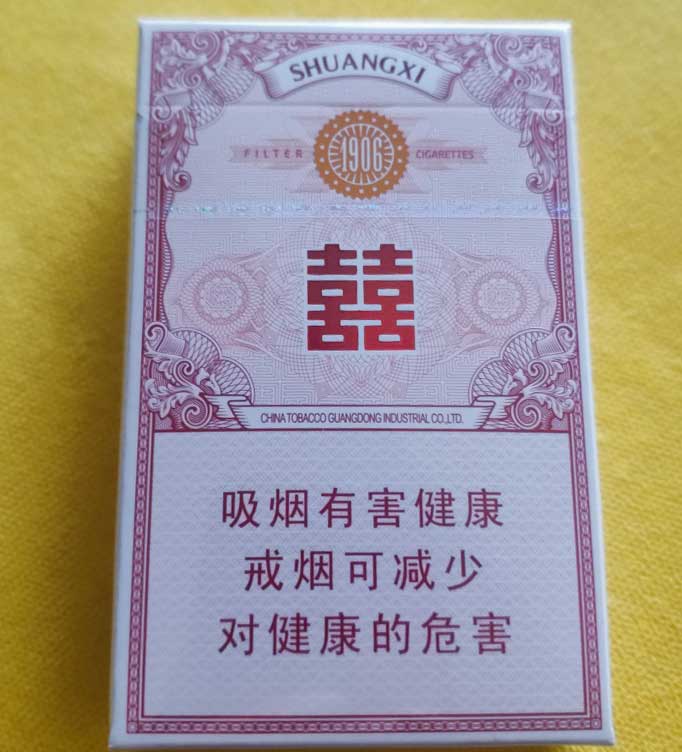 SHUANGXI
FILTER 1906 CIGARETTES
囍
CHINA TOBACCO GUANGDONG INDUSTRIAL CO.,LTD.
吸烟有害健康
戒烟可减少
对健康的危害